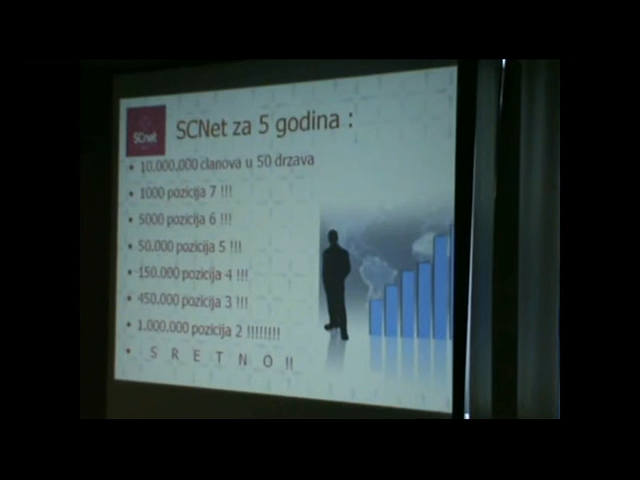 SCnet
SCNet za 5 godina :
• 10.000.000 clanova u 50 drzava
• 1000 pozicija 7 !!!
• 5000 pozicija 6 !!!
• 50.000 pozicija 5 !!!
• 150.000 pozicija 4 !!!
• 450.000 pozicija 3 !!!
• 1.000.000 pozicija 2 !!!!!!!!
• S R E T N O !!